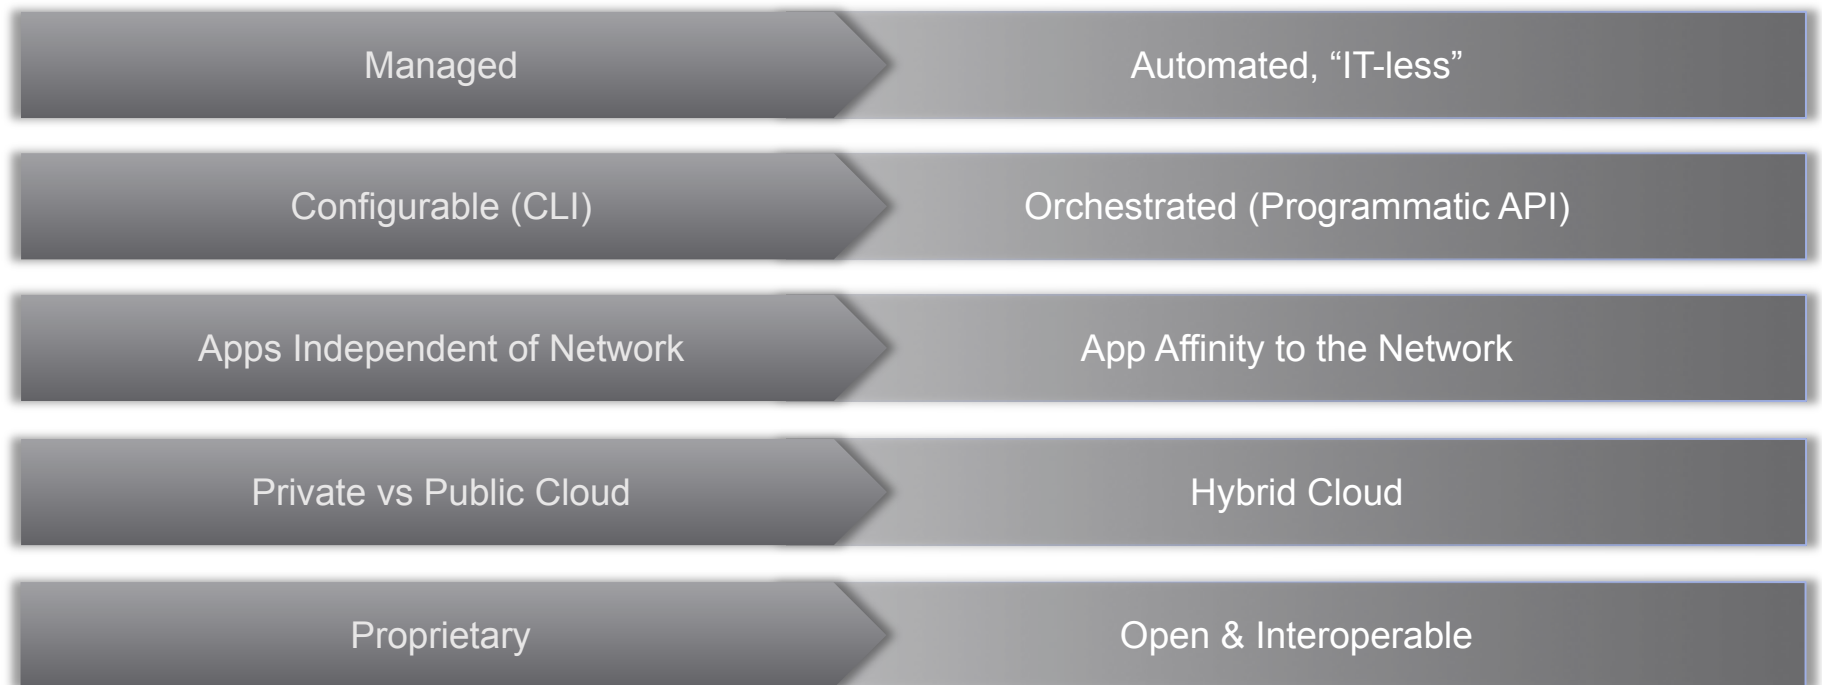 Managed
Automated, “IT-less”
Configurable (CLI)
Orchestrated (Programmatic API)
Apps Independent of Network
App Affinity to the Network
Private vs Public Cloud
Hybrid Cloud
Proprietary
Open & Interoperable